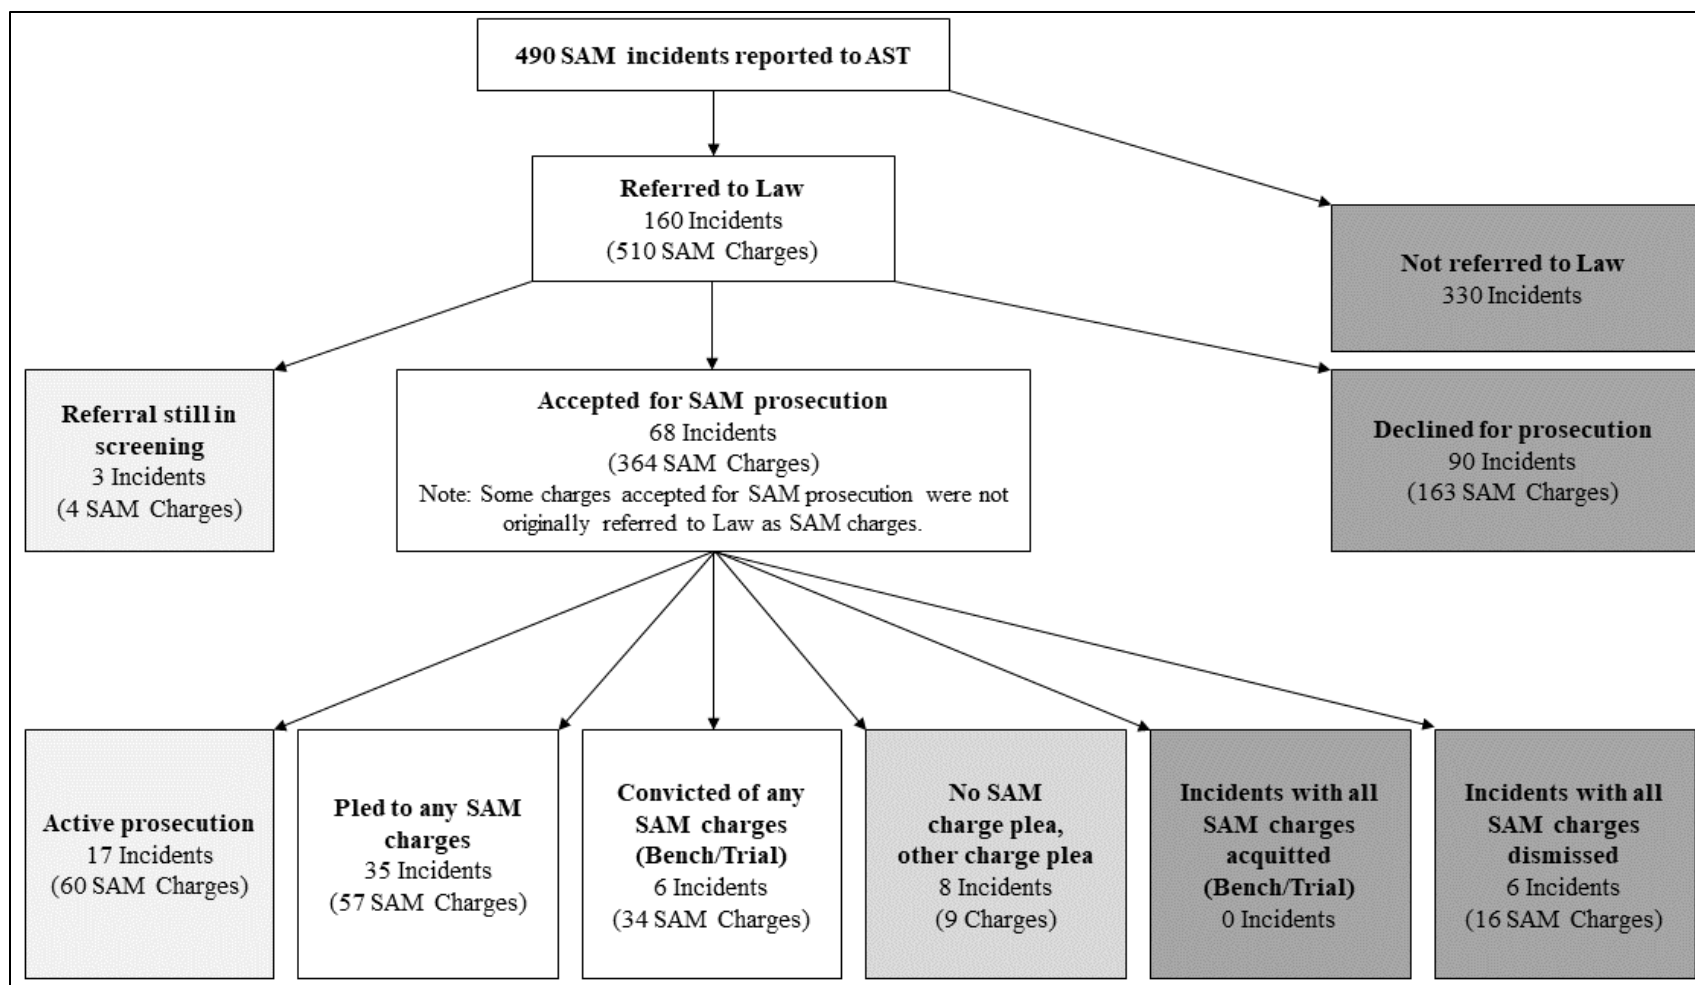 490 SAM incidents reported to AST
Referred to Law
160 Incidents
(510 SAM Charges)
Not referred to Law
330 Incidents
Referral still in
screening
3 Incidents
(4 SAM Charges)
Accepted for SAM prosecution
68 Incidents
(364 SAM Charges)
Note: Some charges accepted for SAM prosecution were not
originally referred to Law as SAM charges.
Declined for prosecution
90 Incidents
(163 SAM Charges)
Active prosecution
17 Incidents
(60 SAM Charges)
Pled to any SAM
charges
35 Incidents
(57 SAM Charges)
Convicted of any
SAM charges
(Bench/Trial)
6 Incidents
(34 SAM Charges)
No SAM
charge plea,
other charge plea
8 Incidents
(9 Charges)
Incidents with all
SAM charges
acquitted
(Bench/Trial)
0 Incidents
Incidents with all
SAM charges
dismissed
6 Incidents
(16 SAM Charges)